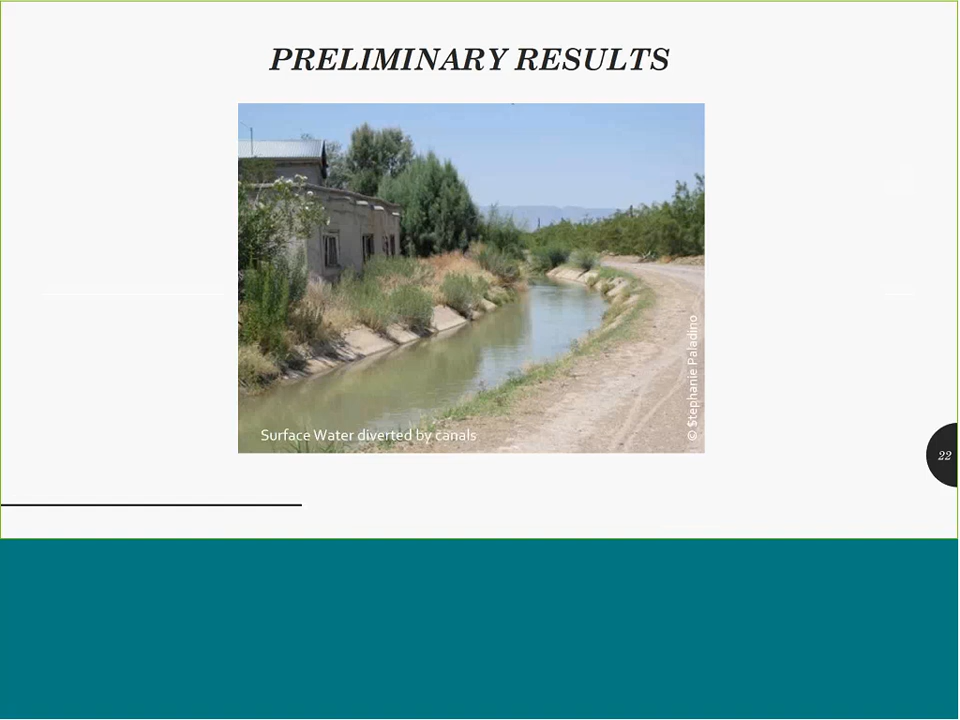 PRELIMINARY RESULTS
Surface Water diverted by canals
© Stephanie Paladino
22